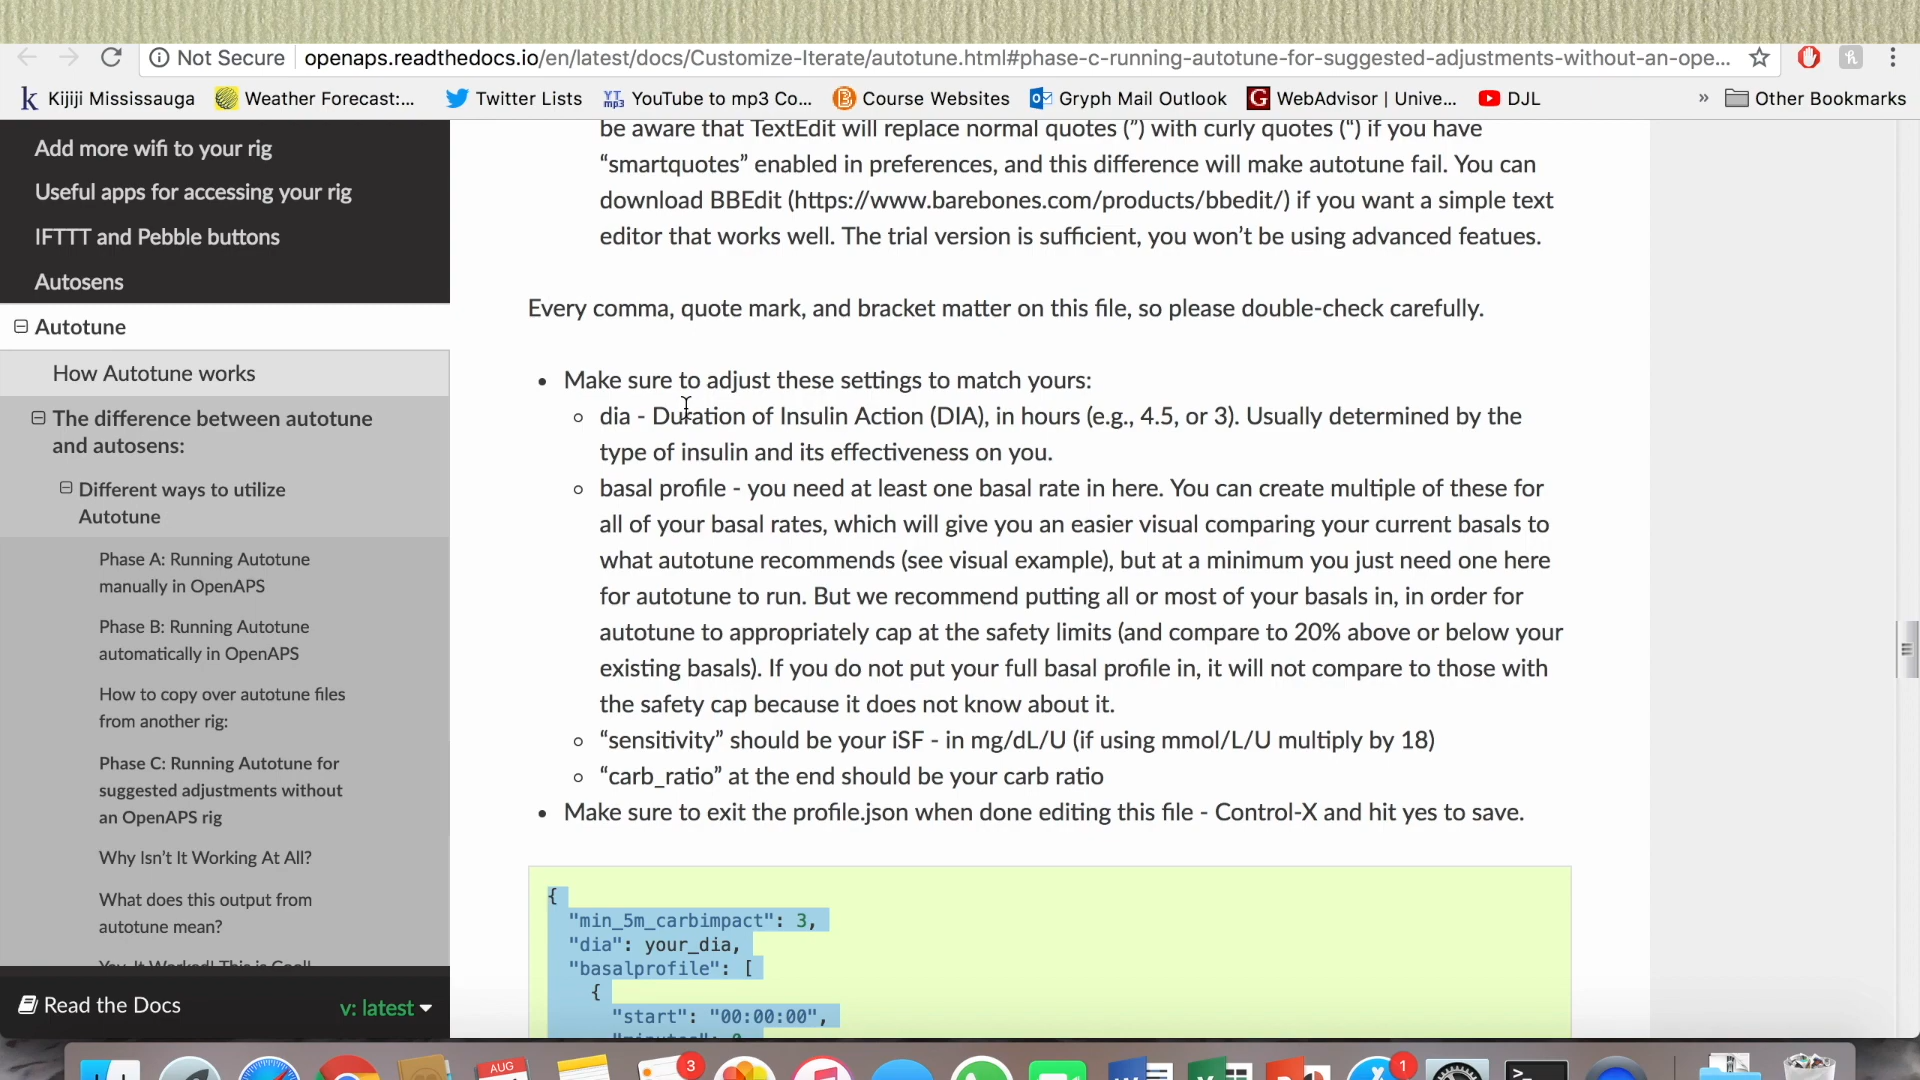 Not Secure
openaps.readthedocs.io/en/latest/docs/Customize-Iterate/autotune.html#phase-c-running-autotune-for-suggested-adjustments-without-an-ope...
Kijiji Mississauga
Weather Forecast:...
Twitter Lists
YouTube to mp3 Co...
Course Websites
Gryph Mail Outlook
WebAdvisor | Unive...
DJL
» Other Bookmarks
Add more wifi to your rig
Useful apps for accessing your rig
IFTTT and Pebble buttons
Autosens
Autotune
How Autotune works
The difference between autotune
and autosens:
Different ways to utilize
Autotune
Phase A: Running Autotune
manually in OpenAPS
Phase B: Running Autotune
automatically in OpenAPS
How to copy over autotune files
from another rig:
Phase C: Running Autotune for
suggested adjustments without
an OpenAPS rig
Why Isn't It Working At All?
What does this output from
autotune mean?
Yay, It Worked! This is Cool!
Read the Docs
v: latest
be aware that TextEdit will replace normal quotes (”) with curly quotes (“) if you have
“smartquotes” enabled in preferences, and this difference will make autotune fail. You can
download BBEdit (https://www.barebones.com/products/bbedit/) if you want a simple text
editor that works well. The trial version is sufficient, you won’t be using advanced featues.
Every comma, quote mark, and bracket matter on this file, so please double-check carefully.
• Make sure to adjust these settings to match yours:
◦ dia - Duration of Insulin Action (DIA), in hours (e.g., 4.5, or 3). Usually determined by the
type of insulin and its effectiveness on you.
◦ basal profile - you need at least one basal rate in here. You can create multiple of these for
all of your basal rates, which will give you an easier visual comparing your current basals to
what autotune recommends (see visual example), but at a minimum you just need one here
for autotune to run. But we recommend putting all or most of your basals in, in order for
autotune to appropriately cap at the safety limits (and compare to 20% above or below your
existing basals). If you do not put your full basal profile in, it will not compare to those with
the safety cap because it does not know about it.
◦ “sensitivity” should be your iSF - in mg/dL/U (if using mmol/L/U multiply by 18)
◦ “carb_ratio” at the end should be your carb ratio
• Make sure to exit the profile.json when done editing this file - Control-X and hit yes to save.
{
"min_5m_carbimpact": 3,
"dia": your_dia,
"basalprofile": [
{
"start": "00:00:00",
"minutes": 0,
AUG
3
1